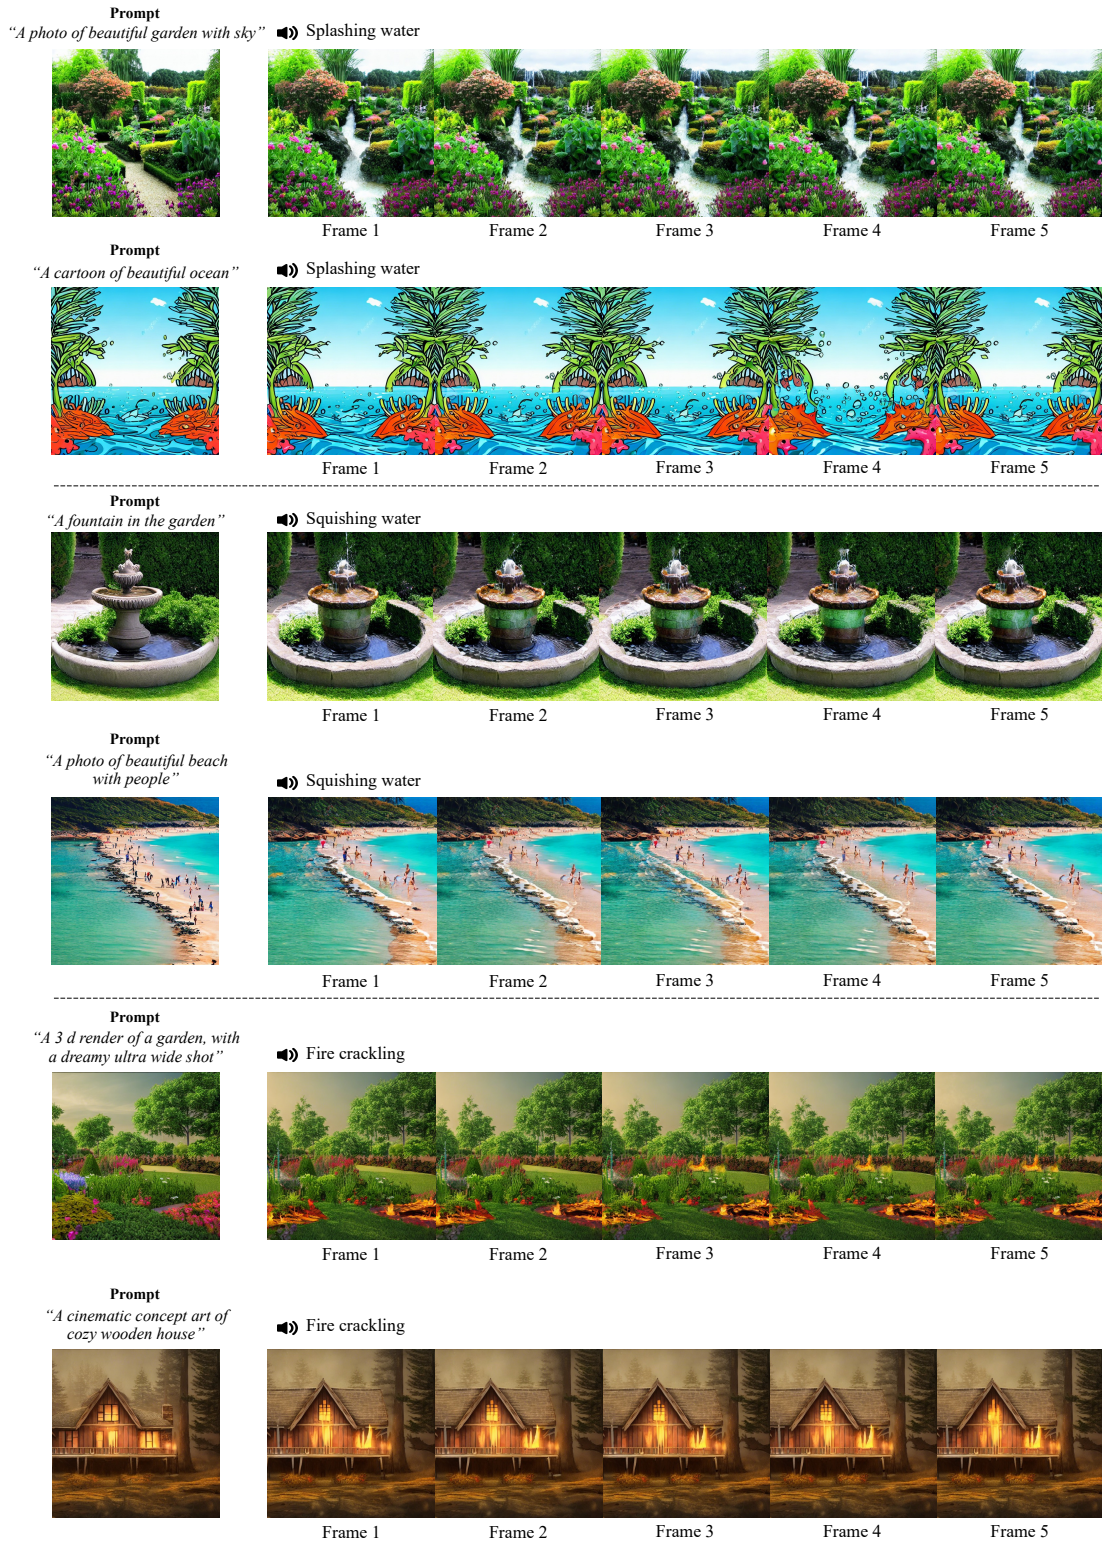 Prompt
“A photo of beautiful garden with sky”
Splashing water
Frame 1
Frame 2
Frame 3
Frame 4
Frame 5
Prompt
“A cartoon of beautiful ocean”
Splashing water
Frame 1
Frame 2
Frame 3
Frame 4
Frame 5
Prompt
“A fountain in the garden”
Squishing water
Frame 1
Frame 2
Frame 3
Frame 4
Frame 5
Prompt
“A photo of beautiful beach
with people”
Squishing water
Frame 1
Frame 2
Frame 3
Frame 4
Frame 5
Prompt
“A 3 d render of a garden, with
a dreamy ultra wide shot”
Fire crackling
Frame 1
Frame 2
Frame 3
Frame 4
Frame 5
Prompt
“A cinematic concept art of
cozy wooden house”
Fire crackling
Frame 1
Frame 2
Frame 3
Frame 4
Frame 5